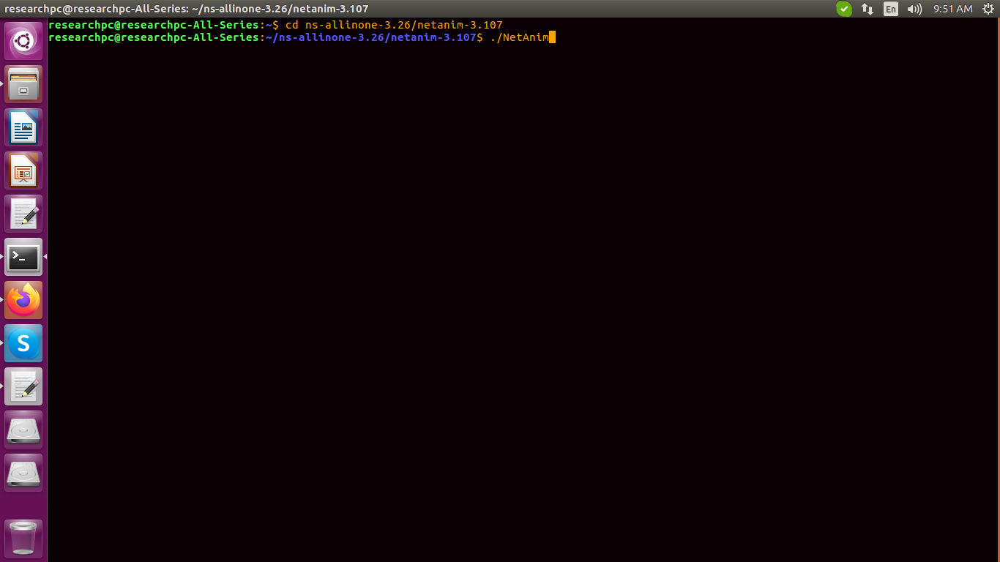 researchpc@researchpc-All-Series: ~/ns-allinone-3.26/netanim-3.107
En
9:51 AM
researchpc@researchpc-All-Series:~$ cd ns-allinone-3.26/netanim-3.107
researchpc@researchpc-All-Series:~/ns-allinone-3.26/netanim-3.107$ ./NetAnim
>_
S